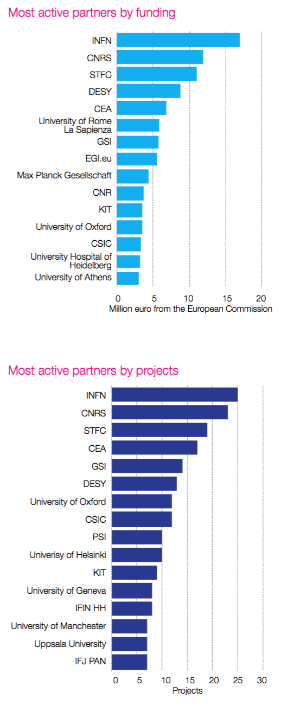 Most active partners by funding
INFN
CNRS
STFC
DESY
CEA
University of Rome
La Sapienza
GSI
EGI.eu
Max Planck Gesellschaft
CNR
KIT
University of Oxford
CSIC
University Hospital of
Heidelberg
University of Athens
0 5 10 15 20
Million euro from the European Commission
Most active partners by projects
INFN
CNRS
STFC
CEA
GSI
DESY
University of Oxford
CSIC
PSI
Univerisy of Helsinki
KIT
University of Geneva
IFIN HH
University of Manchester
Uppsala University
IFJ PAN
0 5 10 15 20 25 30
Projects